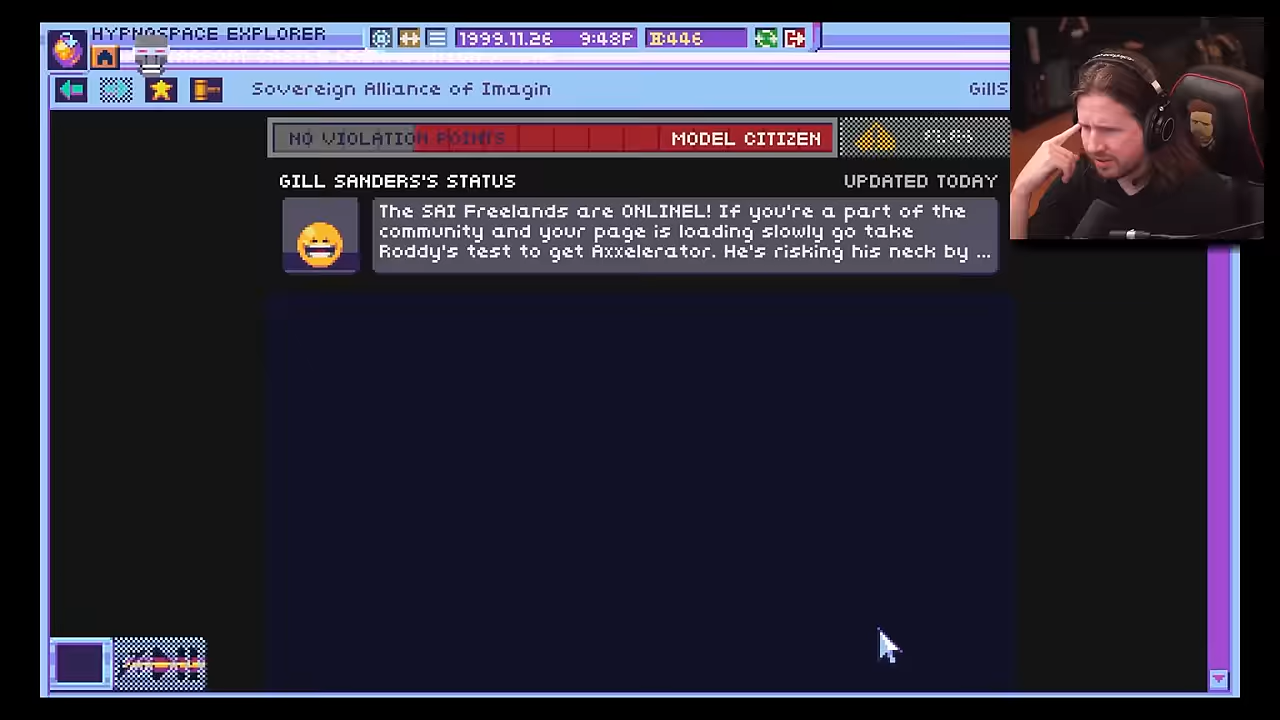 HYPNOSPACE EXPLORER
1999.11.26 9:48P
446
Sovereign Alliance of Imagin
GillS
NO VIOLATION POINTS
MODEL CITIZEN
GILL SANDERS'S STATUS
UPDATED TODAY
The SAI Freelands are ONLINEL! If you're a part of the
community and your page is loading slowly go take
Roddy's test to get Axxelerator. He's risking his neck by ...